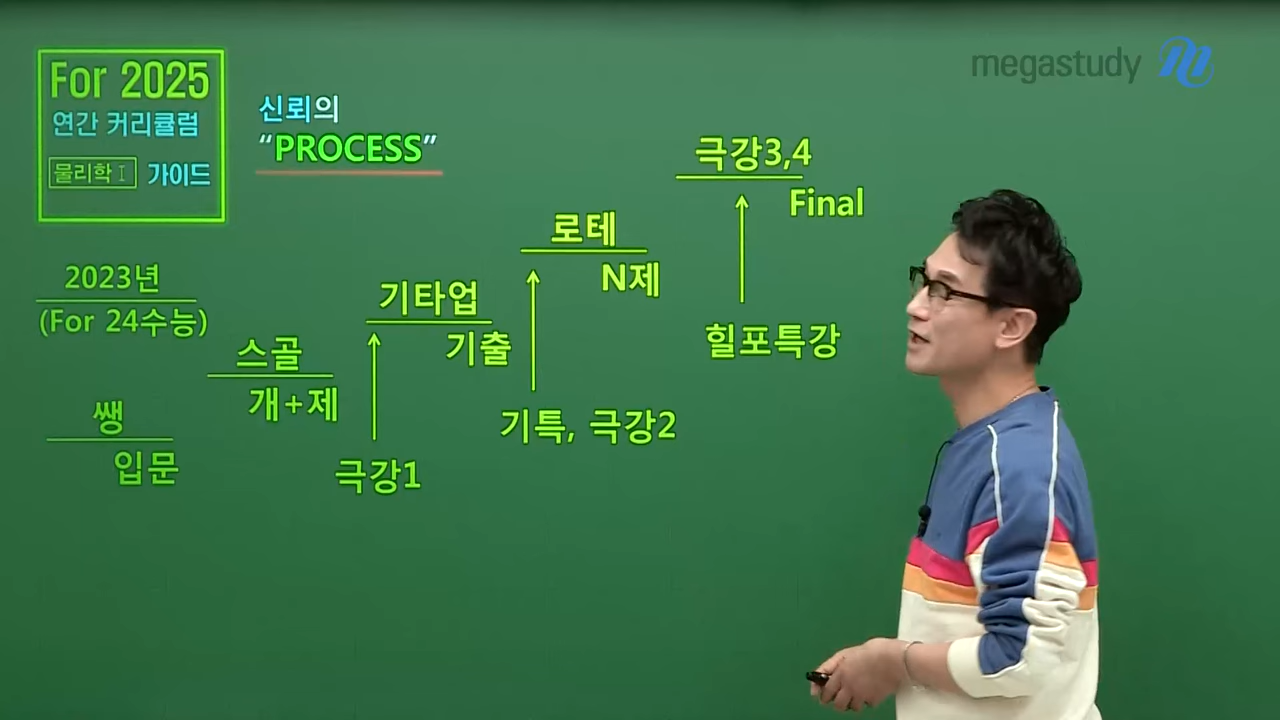 For 2025
연간 커리큘럼
물리학Ⅰ 가이드
신뢰의
“PROCESS”
megastudy
2023년
(For 24수능)
쌩
입문
스골
개+제
극강1
기타업
기출
기특, 극강2
로테
N제
힐포특강
극강3,4
Final